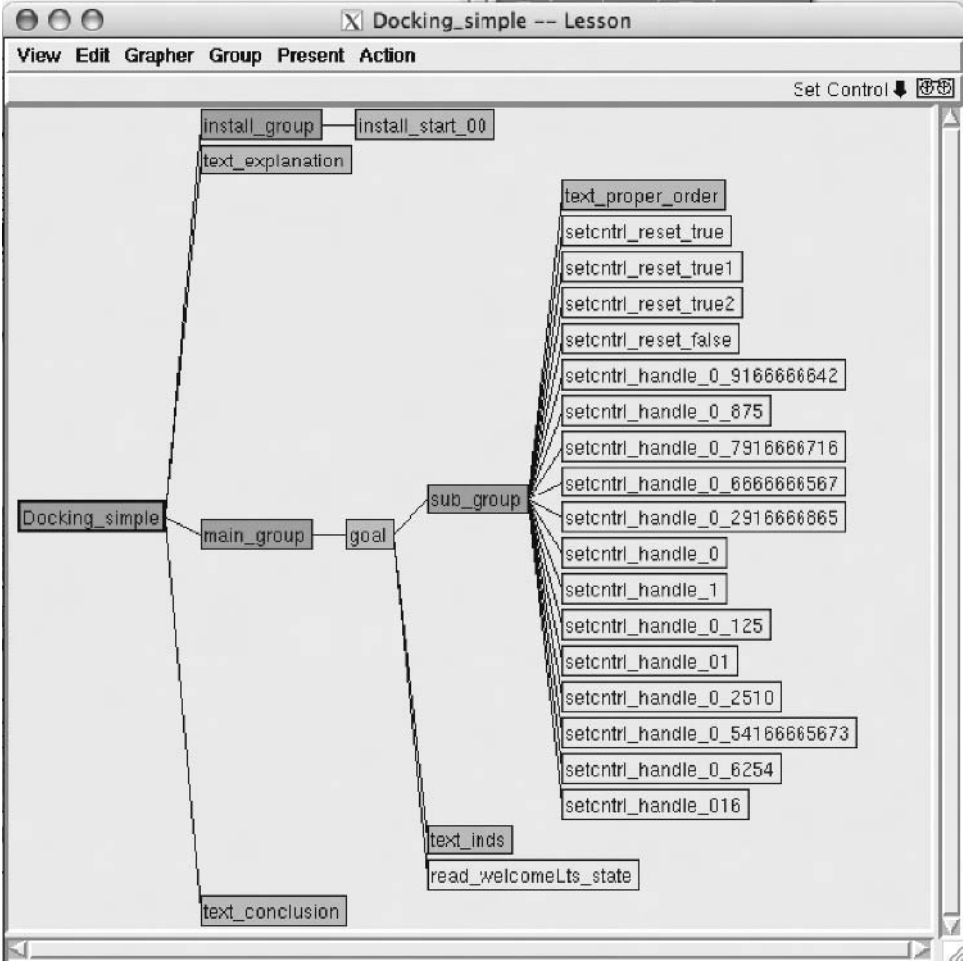 Docking_simple -- Lesson
View Edit Grapher Group Present Action
Set Control
install_group
install_start_00
text_explanation
text_proper_order
setcntrl_reset_true
setcntrl_reset_true1
setcntrl_reset_true2
setcntrl_reset_false
setcntrl_handle_0_9166666642
setcntrl_handle_0_875
setcntrl_handle_0_7916666716
setcntrl_handle_0_6666666567
setcntrl_handle_0_2916666865
setcntrl_handle_0
setcntrl_handle_1
setcntrl_handle_0_125
setcntrl_handle_01
setcntrl_handle_0_2510
setcntrl_handle_0_54166665673
setcntrl_handle_0_6254
setcntrl_handle_016
sub_group
Docking_simple
main_group
goal
text_inds
read_welcomeLts_state
text_conclusion